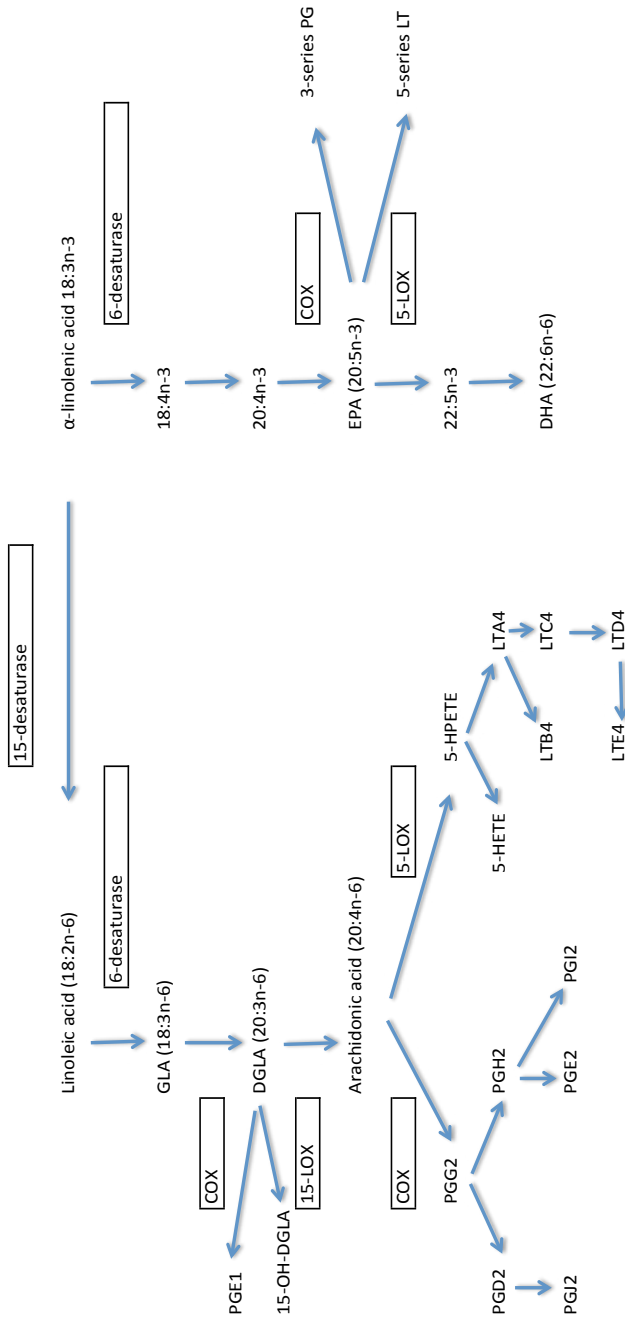 15-desaturase
Linoleic acid (18:2n-6)
α-linolenic acid 18:3n-3
6-desaturase
6-desaturase
GLA (18:3n-6)
18:4n-3
COX
PGE1
DGLA (20:3n-6)
20:4n-3
15-OH-DGLA
15-LOX
COX
3-series PG
Arachidonic acid (20:4n-6)
EPA (20:5n-3)
COX
5-LOX
5-LOX
5-series LT
PGG2
5-HPETE
22:5n-3
PGD2
PGH2
5-HETE
LTA4
PGJ2
PGE2
PGI2
LTB4
LTC4
DHA (22:6n-6)
LTE4
LTD4